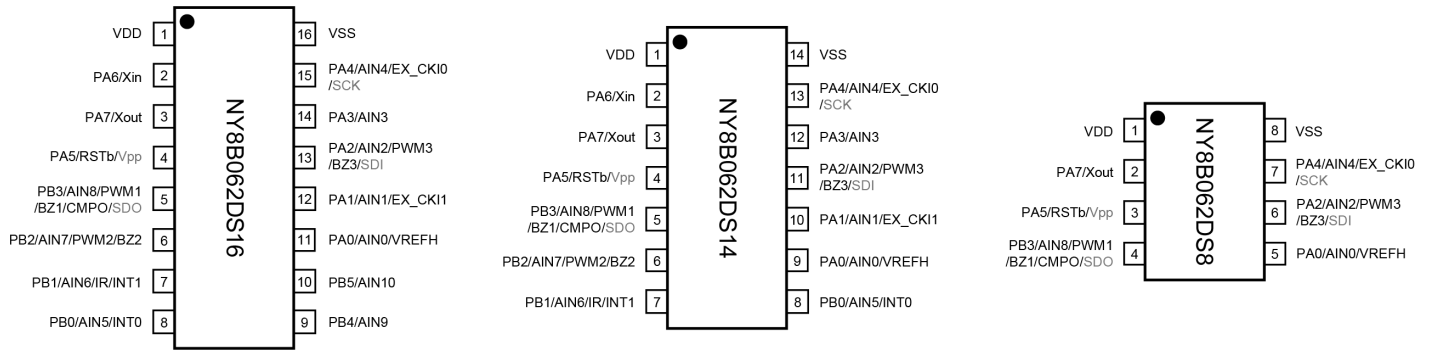 VDD 1
PA6/Xin 2
PA7/Xout 3
PA5/RSTb/Vpp 4
PB3/AIN8/PWM1
/BZ1/CMPO/SDO 5
PB2/AIN7/PWM2/BZ2 6
PB1/AIN6/IR/INT1 7
PB0/AIN5/INT0 8
NY8B062DS16
16 VSS
15 PA4/AIN4/EX_CKI0
/SCK
14 PA3/AIN3
13 PA2/AIN2/PWM3
/BZ3/SDI
12 PA1/AIN1/EX_CKI1
11 PA0/AIN0/VREFH
10 PB5/AIN10
9 PB4/AIN9
VDD 1
PA6/Xin 2
PA7/Xout 3
PA5/RSTb/Vpp 4
PB3/AIN8/PWM1
/BZ1/CMPO/SDO 5
PB2/AIN7/PWM2/BZ2 6
PB1/AIN6/IR/INT1 7
NY8B062DS14
14 VSS
13 PA4/AIN4/EX_CKI0
/SCK
12 PA3/AIN3
11 PA2/AIN2/PWM3
/BZ3/SDI
10 PA1/AIN1/EX_CKI1
9 PA0/AIN0/VREFH
8 PB0/AIN5/INT0
VDD 1
PA7/Xout 2
PA5/RSTb/Vpp 3
PB3/AIN8/PWM1
/BZ1/CMPO/SDO 4
NY8B062DS8
8 VSS
7 PA4/AIN4/EX_CKI0
/SCK
6 PA2/AIN2/PWM3
/BZ3/SDI
5 PA0/AIN0/VREFH